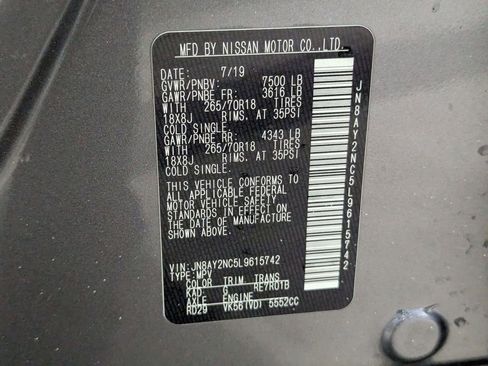 MFD BY NISSAN MOTOR CO.,LTD.
DATE: 7/19
GVWR/PNBV: 7500 LB
GAWR/PNBE FR: 3616 LB
WITH 265/70R18 TIRES
18X8J RIMS. AT 35PSI
COLD SINGLE.
GAWR/PNBE RR: 4343 LB
WITH 265/70R18 TIRES
18X8J RIMS. AT 35PSI
COLD SINGLE.
THIS VEHICLE CONFORMS TO
ALL APPLICABLE FEDERAL
MOTOR VEHICLE SAFETY
STANDARDS IN EFFECT ON
THE DATE OF MANUFACTURE
SHOWN ABOVE.
VIN: JN8AY2NC5L9615742
TYPE: MPV
COLOR TRIM TRANS
KAD: G RE7R01B
AXLE ENGINE
RD29 VK56(VD) 5552CC
JN8AY2NC5L9615742